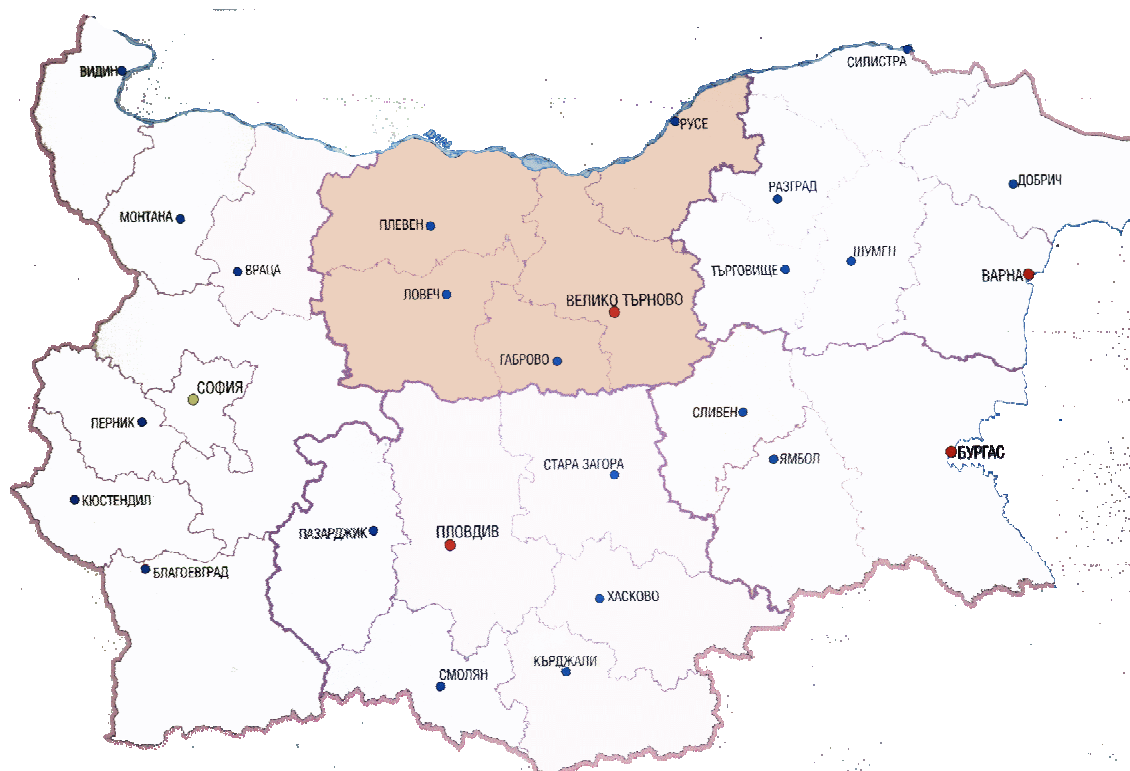 СИЛИСТРА
ВИДИН
РУСЕ
ДУНАВ
ДОБРИЧ
РАЗГРАД
МОНТАНА
ПЛЕВЕН
ШУМЕН
ВРАЦА
ТЪРГОВИЩЕ
ВАРНА
ЛОВЕЧ
ВЕЛИКО ТЪРНОВО
ГАБРОВО
СОФИЯ
СЛИВЕН
ПЕРНИК
БУРГАС
ЯМБОЛ
СТАРА ЗАГОРА
КЮСТЕНДИЛ
ПАЗАРДЖИК
ПЛОВДИВ
БЛАГОЕВГРАД
ХАСКОВО
КЪРДЖАЛИ
СМОЛЯН